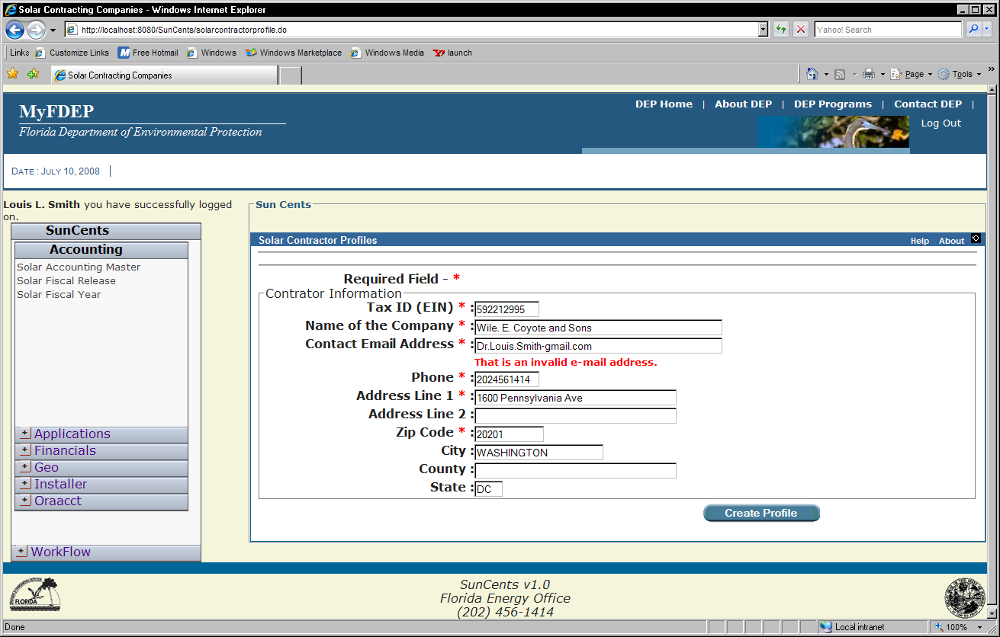 Solar Contracting Companies - Windows Internet Explorer
http://localhost:8080/SunCents/solarcontractorprofile.do
Yahoo! Search
Links Customize Links Free Hotmail Windows Windows Marketplace Windows Media launch
Solar Contracting Companies
Page Tools
MyFDEP
Florida Department of Environmental Protection
DEP Home | About DEP | DEP Programs | Contact DEP |
Log Out
DATE : JULY 10, 2008
Louis L. Smith you have successfully logged
on.
SunCents
Accounting
Solar Accounting Master
Solar Fiscal Release
Solar Fiscal Year
Applications
Financials
Geo
Installer
Oraacct
WorkFlow
Sun Cents
Solar Contractor Profiles
Help About
Required Field - *
Contrator Information
Tax ID (EIN) * : 592212995
Name of the Company * : Wile. E. Coyote and Sons
Contact Email Address * : Dr.Louis.Smith-gmail.com
That is an invalid e-mail address.
Phone * : 2024561414
Address Line 1 * : 1600 Pennsylvania Ave
Address Line 2 :
Zip Code * : 20201
City : WASHINGTON
County :
State : DC
Create Profile
FLORIDA
SunCents v1.0
Florida Energy Office
(202) 456-1414
Done
Local intranet
100%